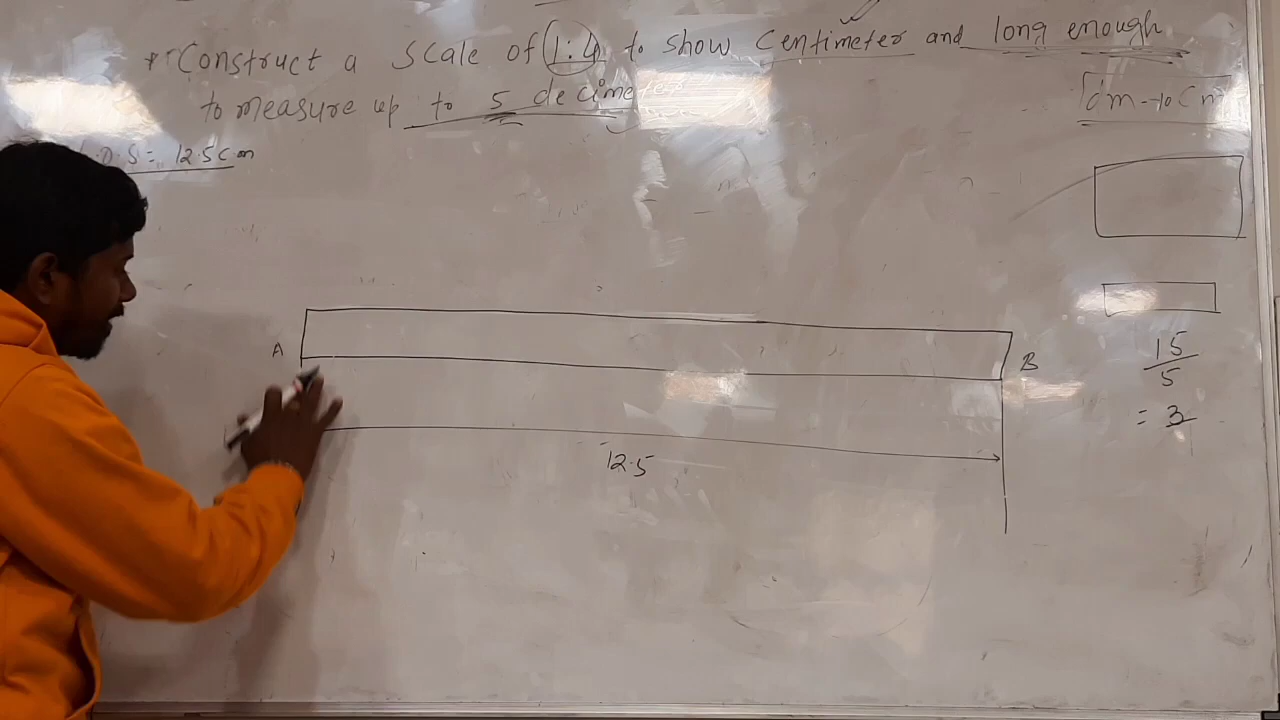 * Construct a scale of 1:4 to show centimeter and long enough
to measure up to 5 decimeter
1dm → 10 Cm
.O.S = 12.5 Cm
A
B
12.5
15
5
= 3